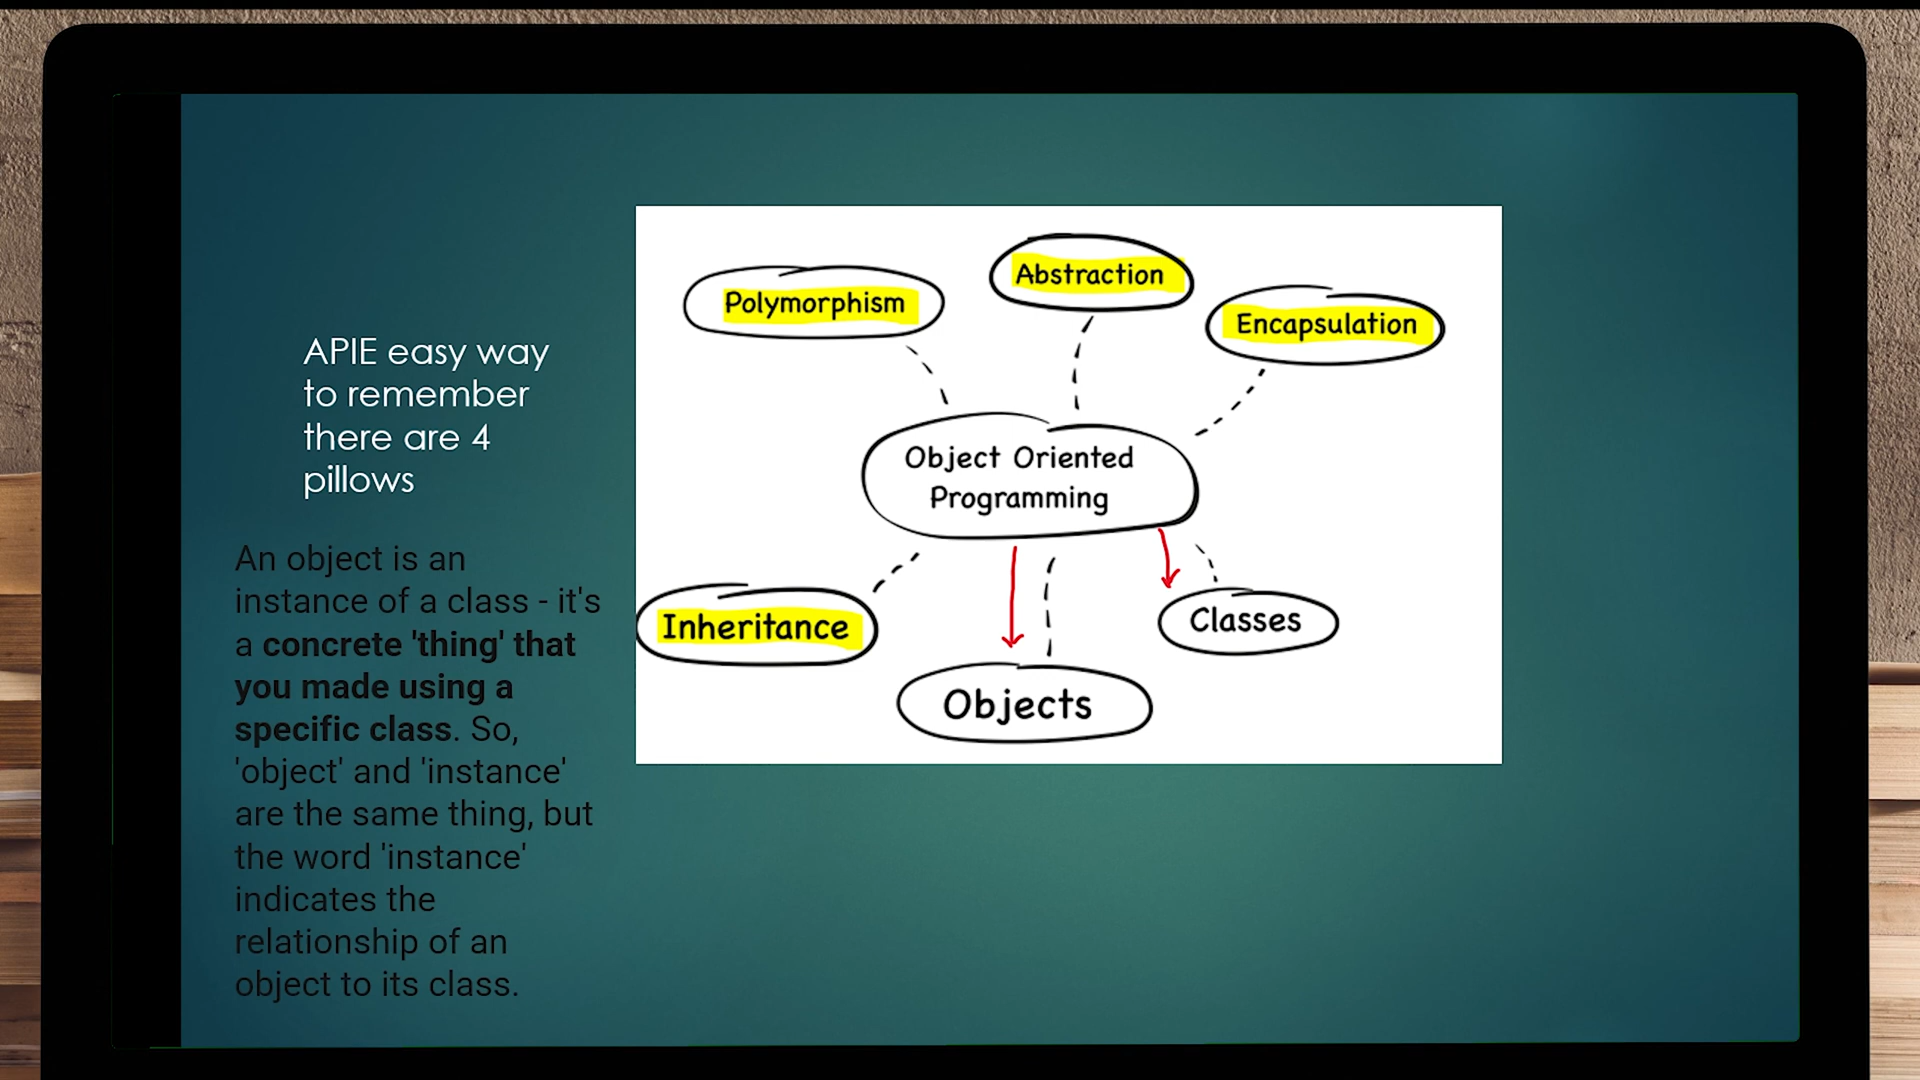 APIE easy way
to remember
there are 4
pillows
An object is an
instance of a class - it's
a concrete 'thing' that
you made using a
specific class. So,
'object' and 'instance'
are the same thing, but
the word 'instance'
indicates the
relationship of an
object to its class.
Polymorphism
Abstraction
Encapsulation
Object Oriented
Programming
Inheritance
Objects
Classes